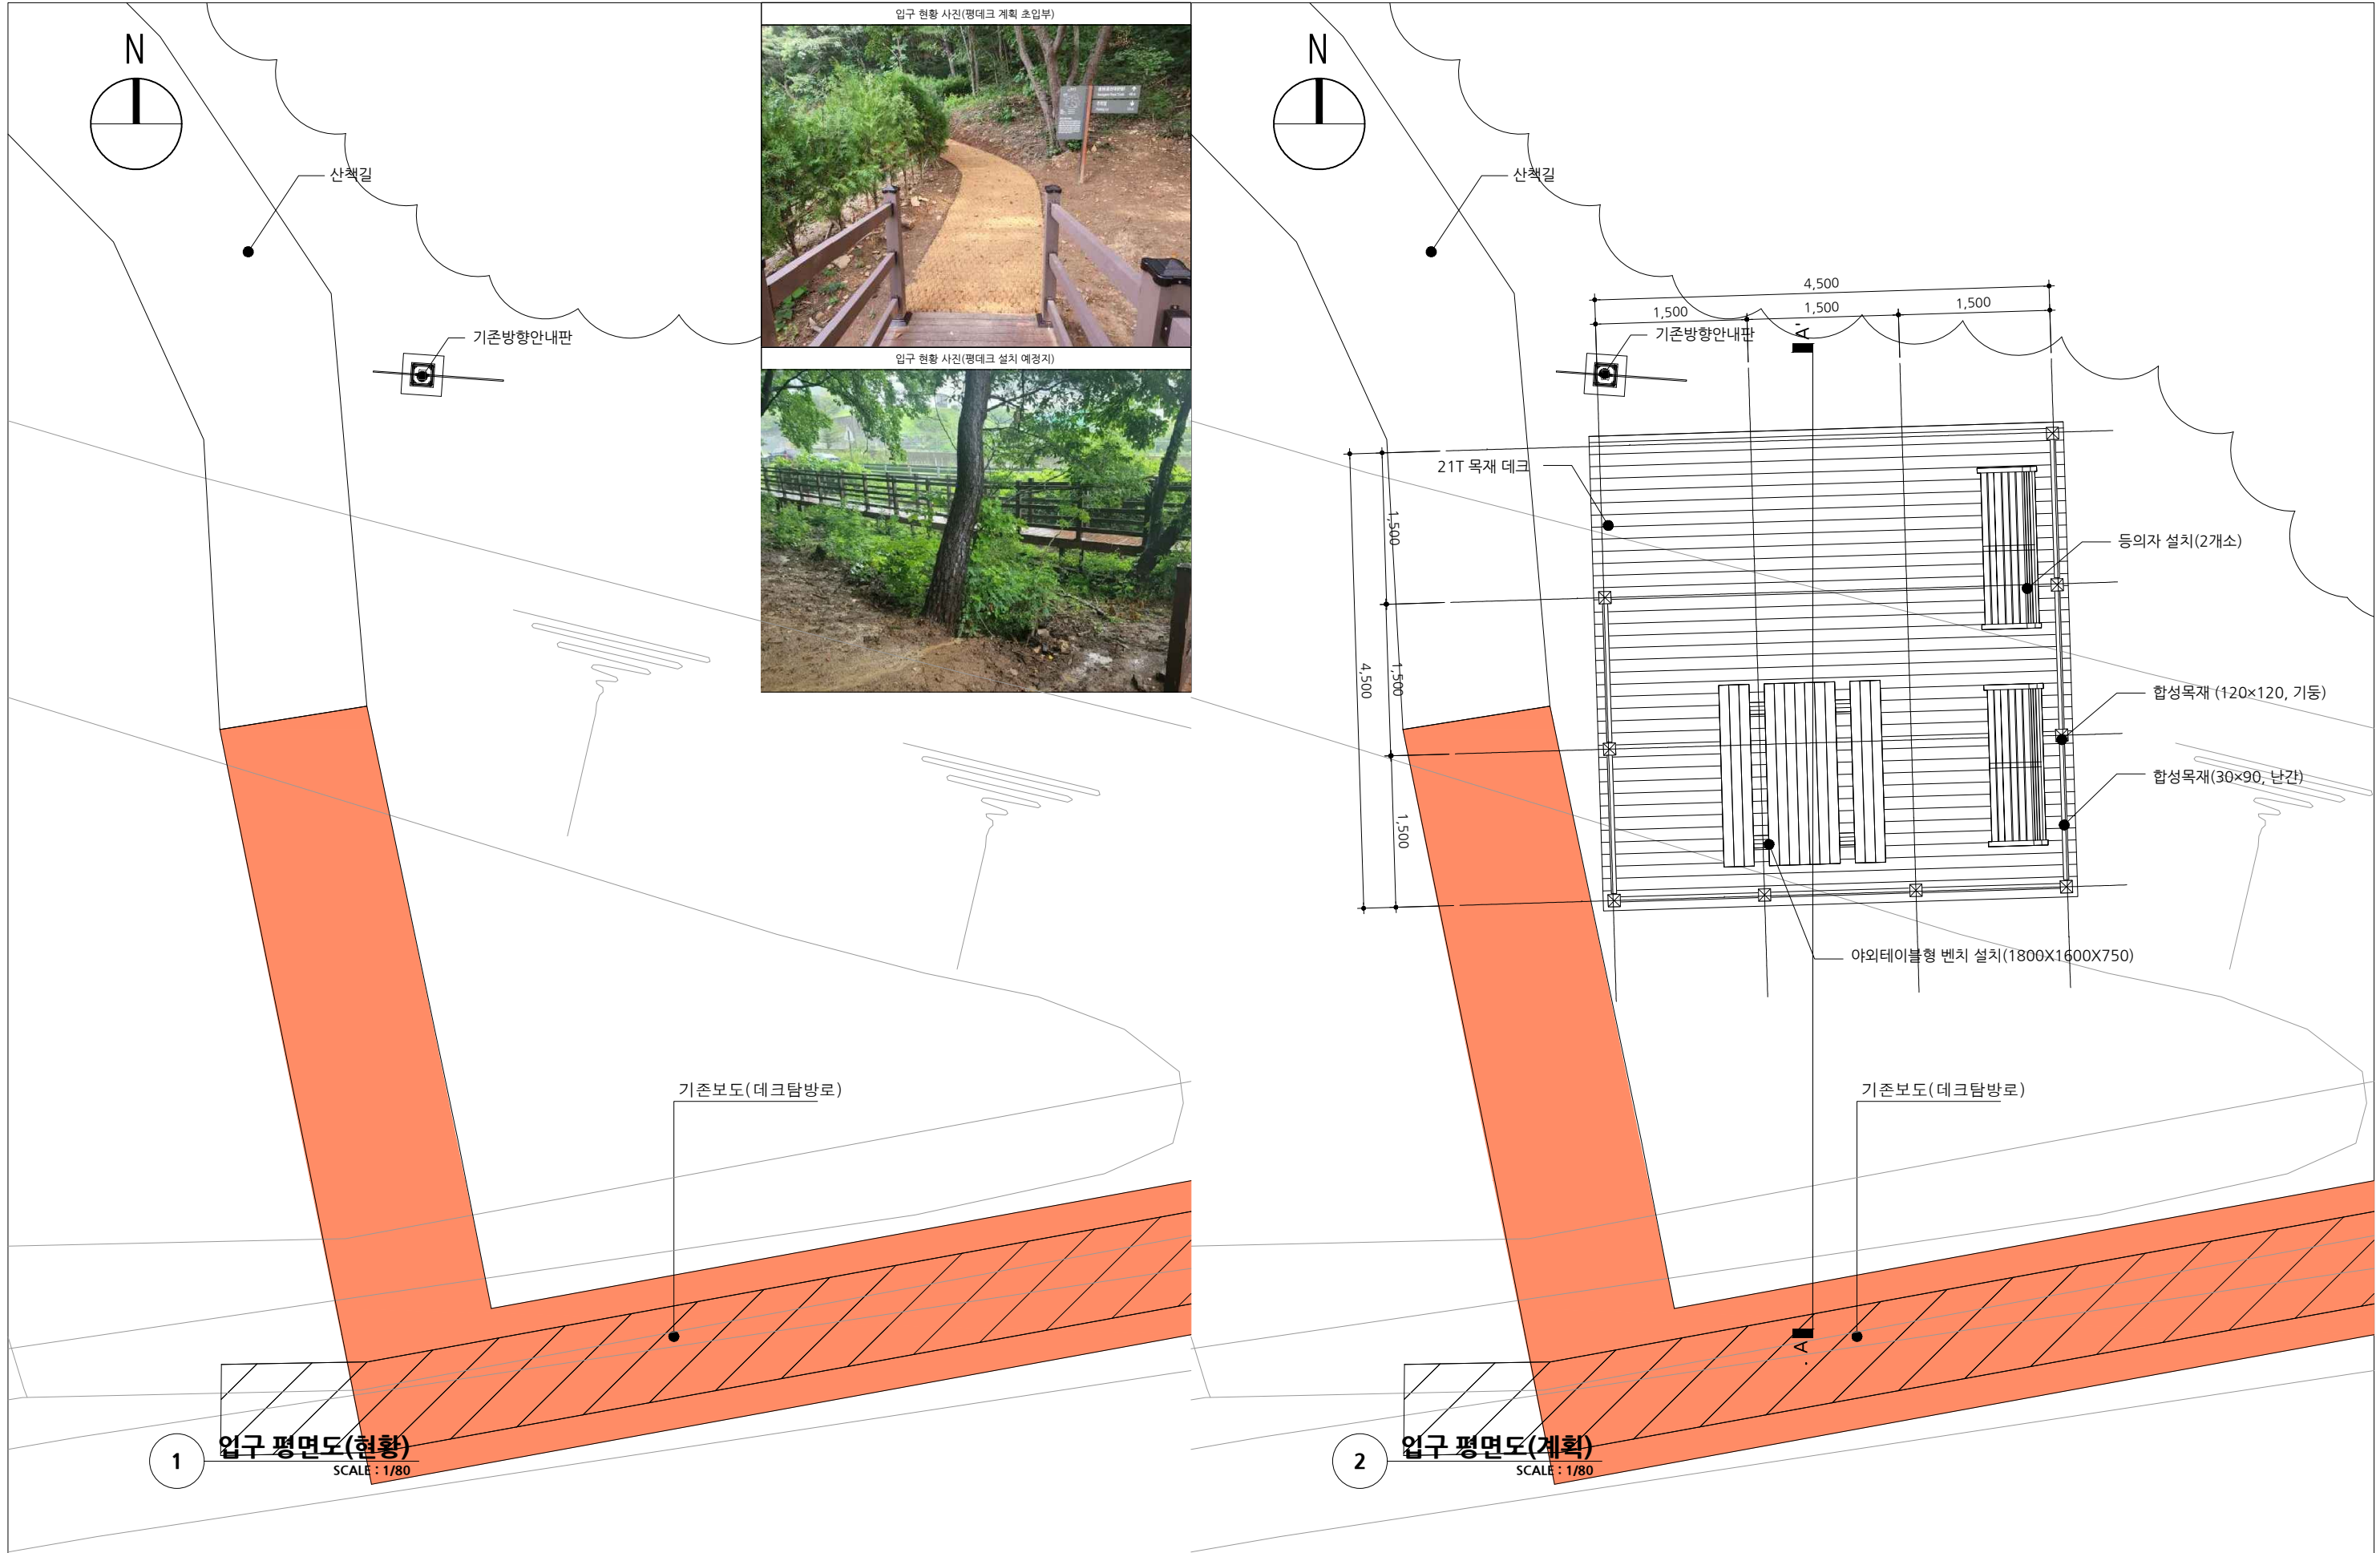 입구 현황 사진(평데크 계획 초입부)
입구 현황 사진(평데크 설치 예정지)
N
산책길
기존방향안내판
기존보도(데크탐방로)
1
입구 평면도(현황)
SCALE : 1/80
N
산책길
4,500
1,500
1,500
1,500
A'
기존방향안내판
21T 목재 데크
1,500
등의자 설치(2개소)
4,500
1,500
합성목재 (120×120, 기둥)
합성목재(30×90, 난간)
1,500
야외테이블형 벤치 설치(1800X1600X750)
기존보도(데크탐방로)
A
2
입구 평면도(계획)
SCALE : 1/80